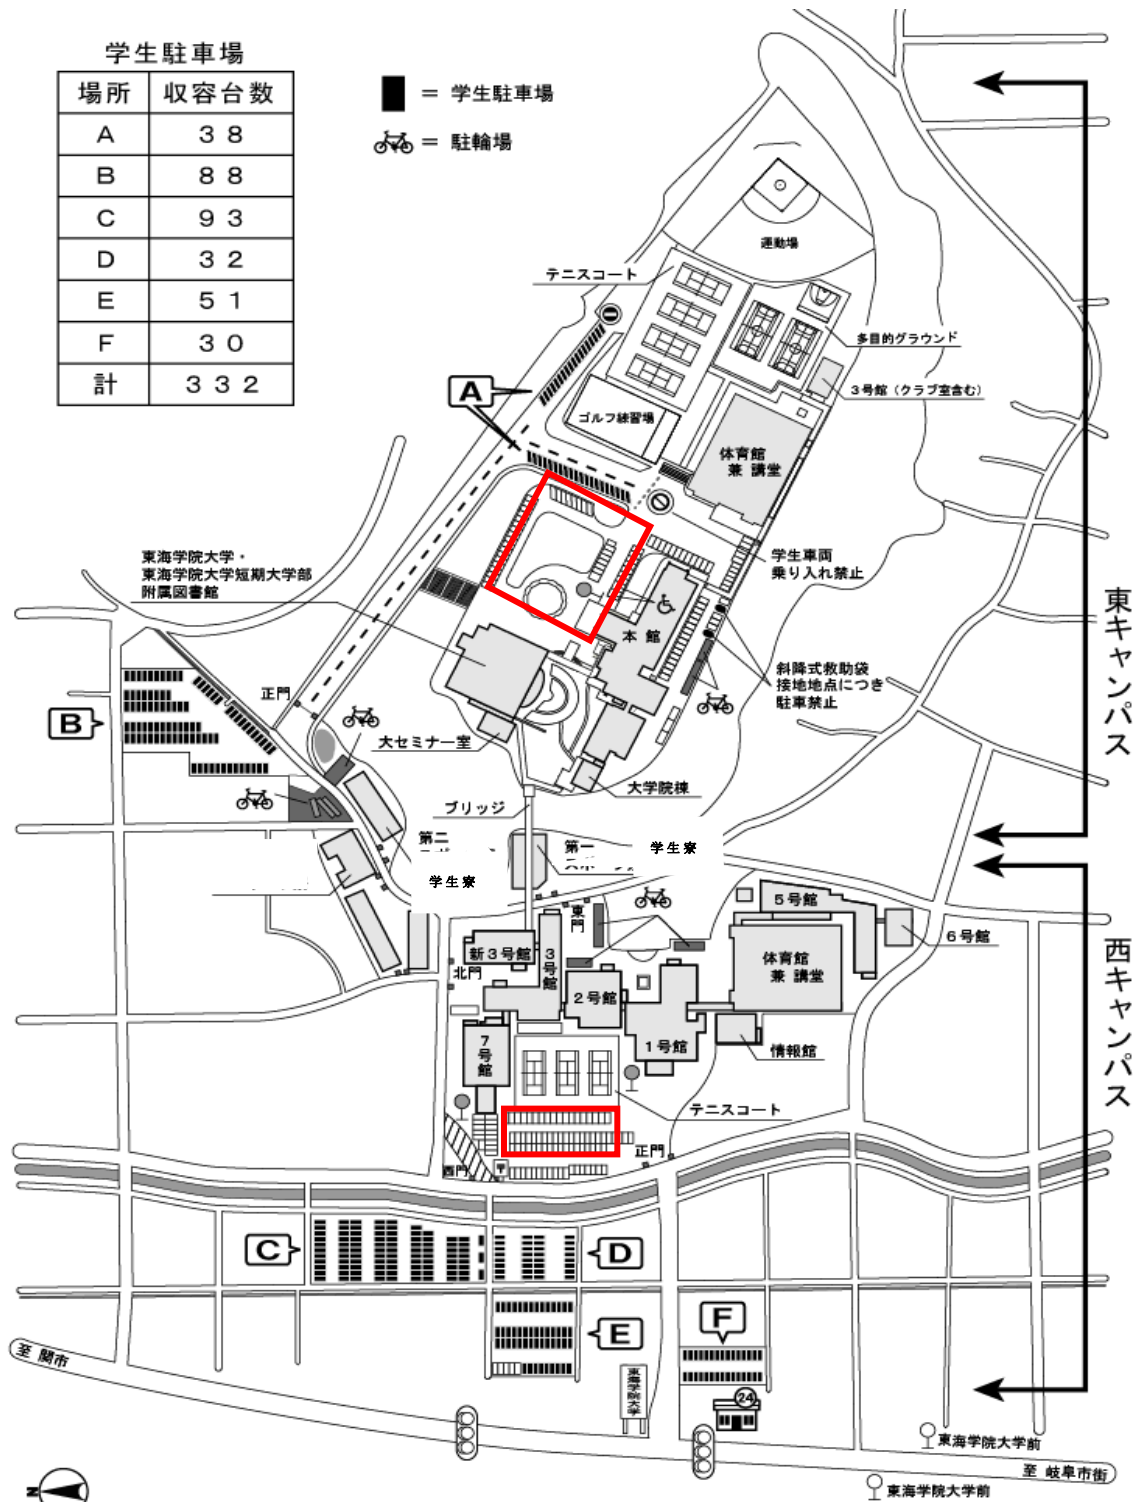 学生駐車場
場所 収容台数
A 38
B 88
C 93
D 32
E 51
F 30
計 332
= 学生駐車場
= 駐輪場
運動場
テニスコート
多目的グラウンド
3号館(クラブ室含む)
A
ゴルフ練習場
体育館
兼 講堂
学生車両
乗り入れ禁止
東海学院大学・
東海学院大学短期大学部
附属図書館
本 館
斜降式救助袋
接地地点につき
駐車禁止
東キャンパス
正門
B
大セミナー室
大学院棟
ブリッジ
第二
第一
学生寮
学生寮
東門
5号館
6号館
新3号館
3号館
北門
2号館
体育館
兼 講堂
西キャンパス
7号館
1号館
情報館
テニスコート
正門
西門
〒
C
D
E
F
至 関市
東海学院大学
24
東海学院大学前
至 岐阜市街
東海学院大学前
N